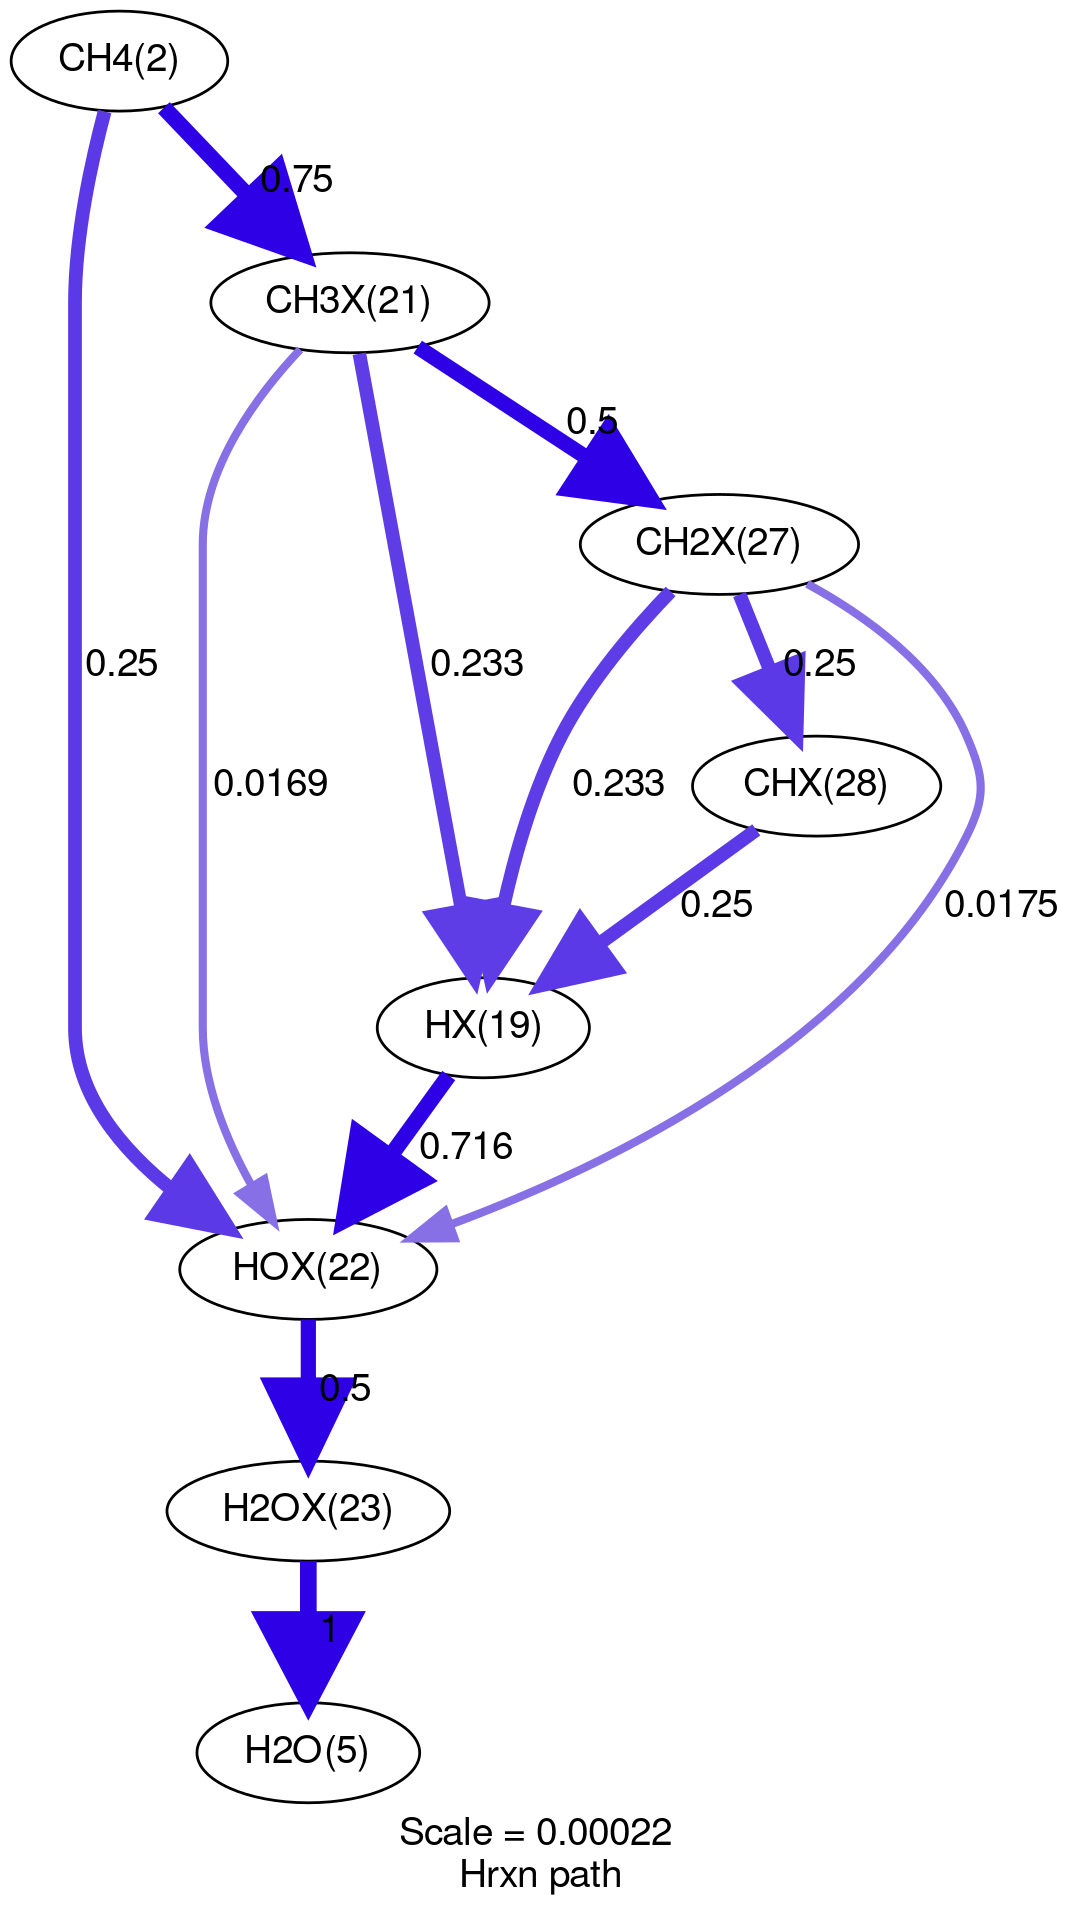 CH4(2)
0.75
CH3X(21)
0.5
CH2X(27)
0.25
0.233
0.25
0.0169
0.233
CHX(28)
0.25
0.0175
HX(19)
0.716
HOX(22)
0.5
H2OX(23)
1
H2O(5)
Scale = 0.00022
Hrxn path